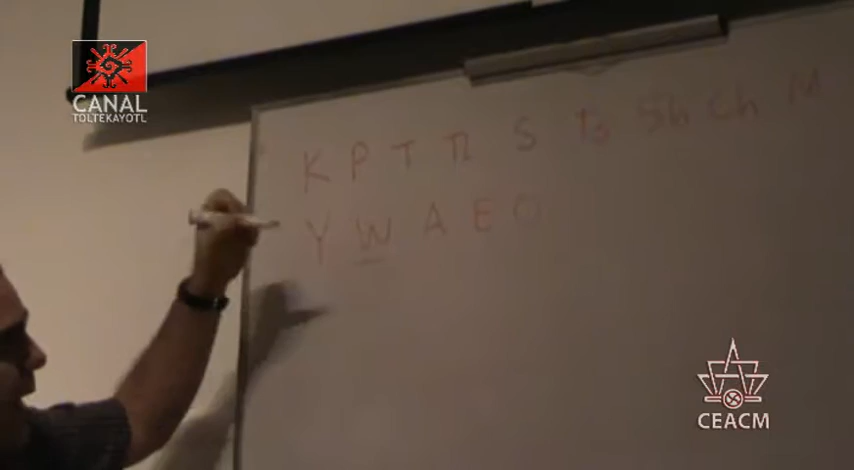 CANAL
TOLTEKAYOTL
K P T TL S Ts Sh Ch M
Y W A E O
CEACM